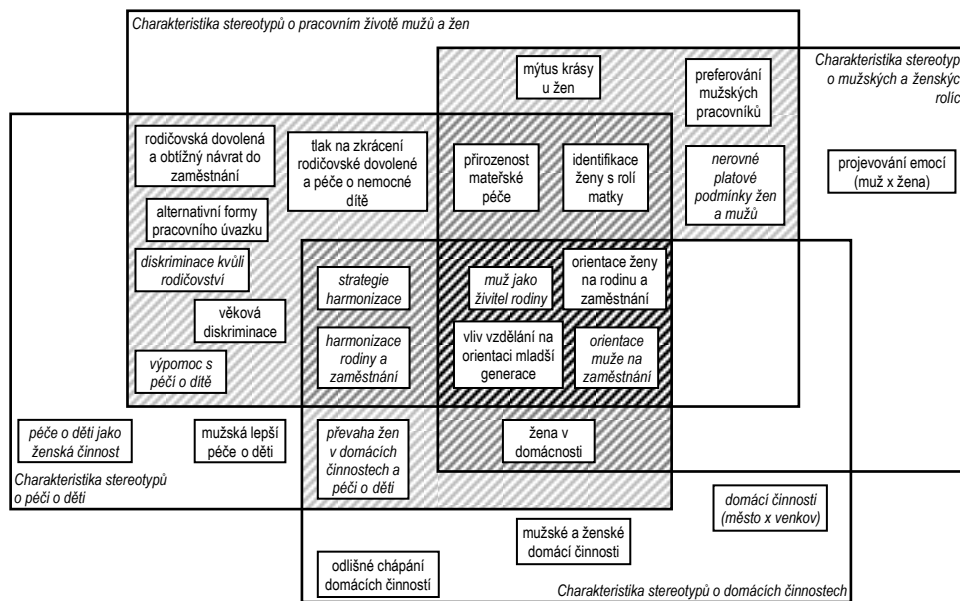 Charakteristika stereotypů o pracovním životě mužů a žen
Charakteristika stereotyp
o mužských a ženských
rolíc
mýtus krásy
u žen
preferování
mužských
pracovníků
rodičovská dovolená
a obtížný návrat do
zaměstnání
tlak na zkrácení
rodičovské dovolené
a péče o nemocné
dítě
přirozenost
mateřské
péče
identifikace
ženy s rolí
matky
nerovné
platové
podmínky žen
a mužů
projevování emocí
(muž x žena)
alternativní formy
pracovního úvazku
diskriminace kvůli
rodičovství
strategie
harmonizace
muž jako
živitel rodiny
orientace ženy
na rodinu a
zaměstnání
věková
diskriminace
harmonizace
rodiny a
zaměstnání
vliv vzdělání na
orientaci mladší
generace
orientace
muže na
zaměstnání
výpomoc s
péčí o dítě
péče o děti jako
ženská činnost
mužská lepší
péče o děti
převaha žen
v domácích
činnostech a
péči o děti
žena v
domácnosti
Charakteristika stereotypů
o péči o děti
domácí činnosti
(město x venkov)
mužské a ženské
domácí činnosti
odlišné chápání
domácích činností
Charakteristika stereotypů o domácích činnostech